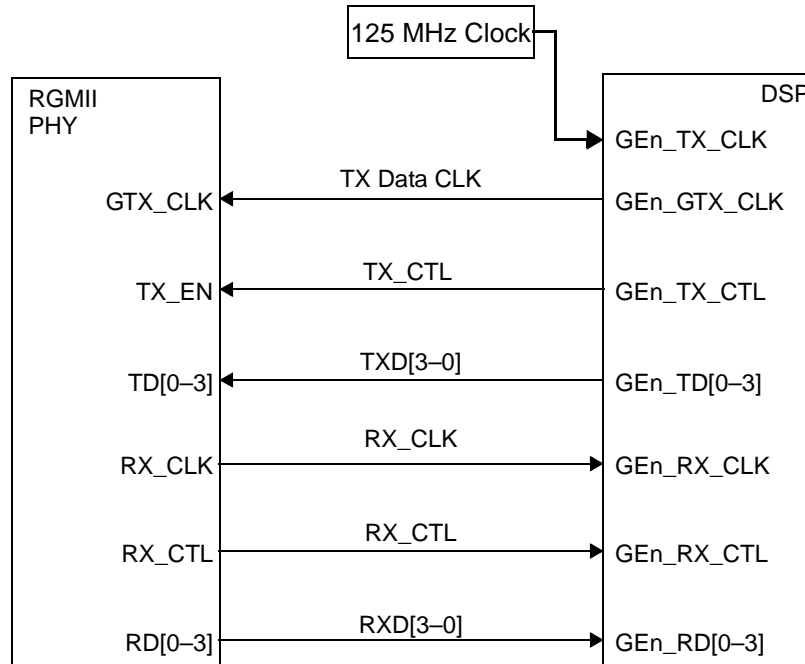 125 MHz Clock
RGMII
PHY
DSP
GEn_TX_CLK
TX Data CLK
GTX_CLK
GEn_GTX_CLK
TX_CTL
TX_EN
GEn_TX_CTL
TXD[3–0]
TD[0–3]
GEn_TD[0–3]
RX_CLK
RX_CLK
GEn_RX_CLK
RX_CTL
RX_CTL
GEn_RX_CTL
RXD[3–0]
RD[0–3]
GEn_RD[0–3]